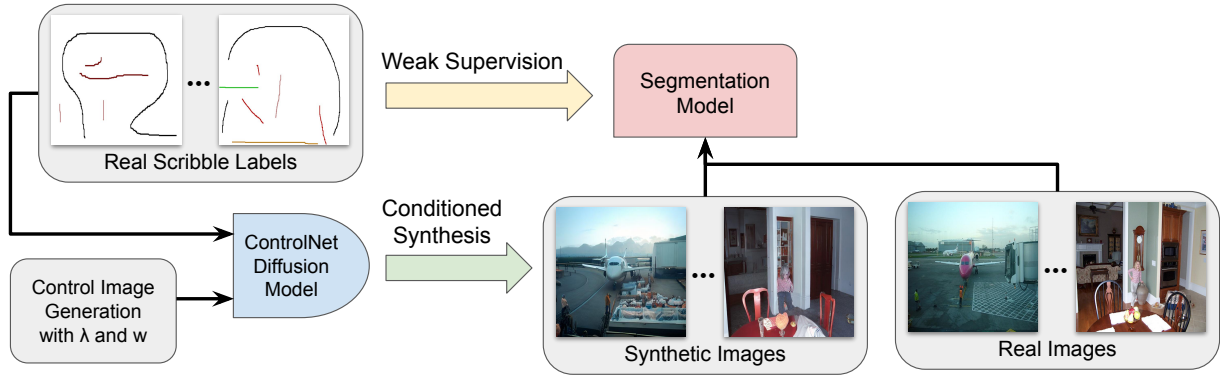 Real Scribble Labels
Weak Supervision
Segmentation
Model
Conditioned
Synthesis
ControlNet
Diffusion
Model
Control Image
Generation
with λ and w
Synthetic Images
Real Images